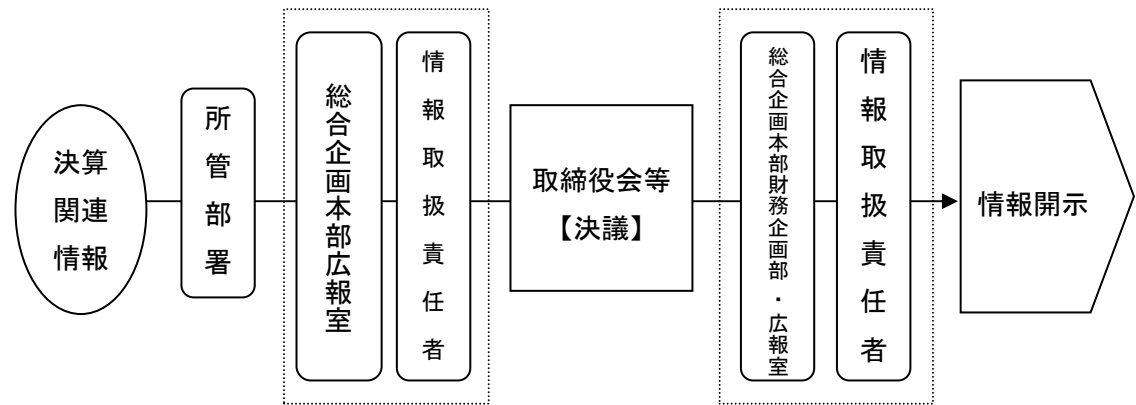 決算
関連
情報
所管部署
総合企画本部広報室
情報取扱責任者
取締役会等
【決議】
総合企画本部財務企画部・広報室
情報取扱責任者
情報開示